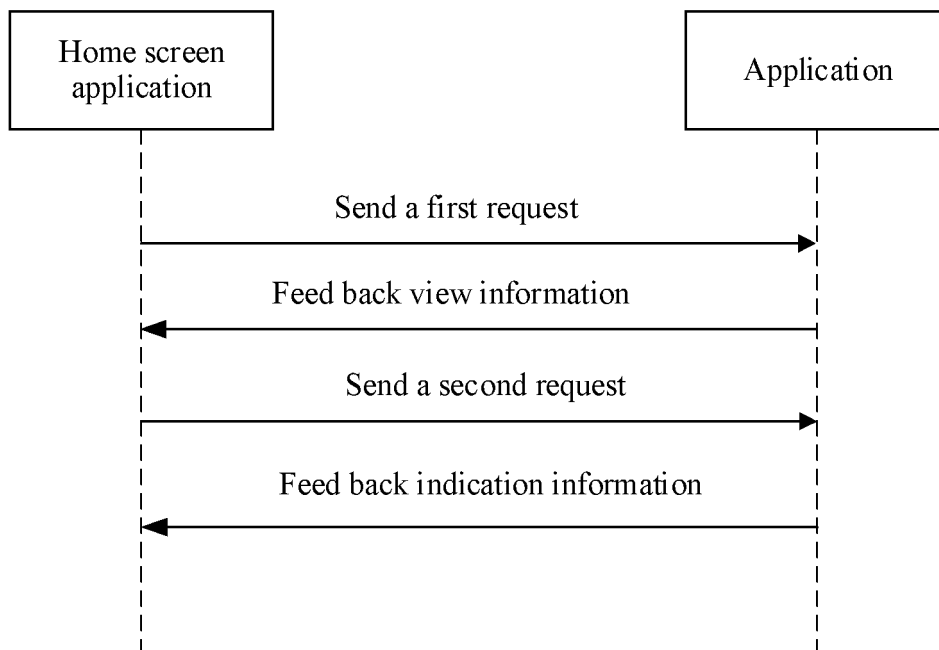 Home screen
application
Application
Send a first request
Feed back view information
Send a second request
Feed back indication information